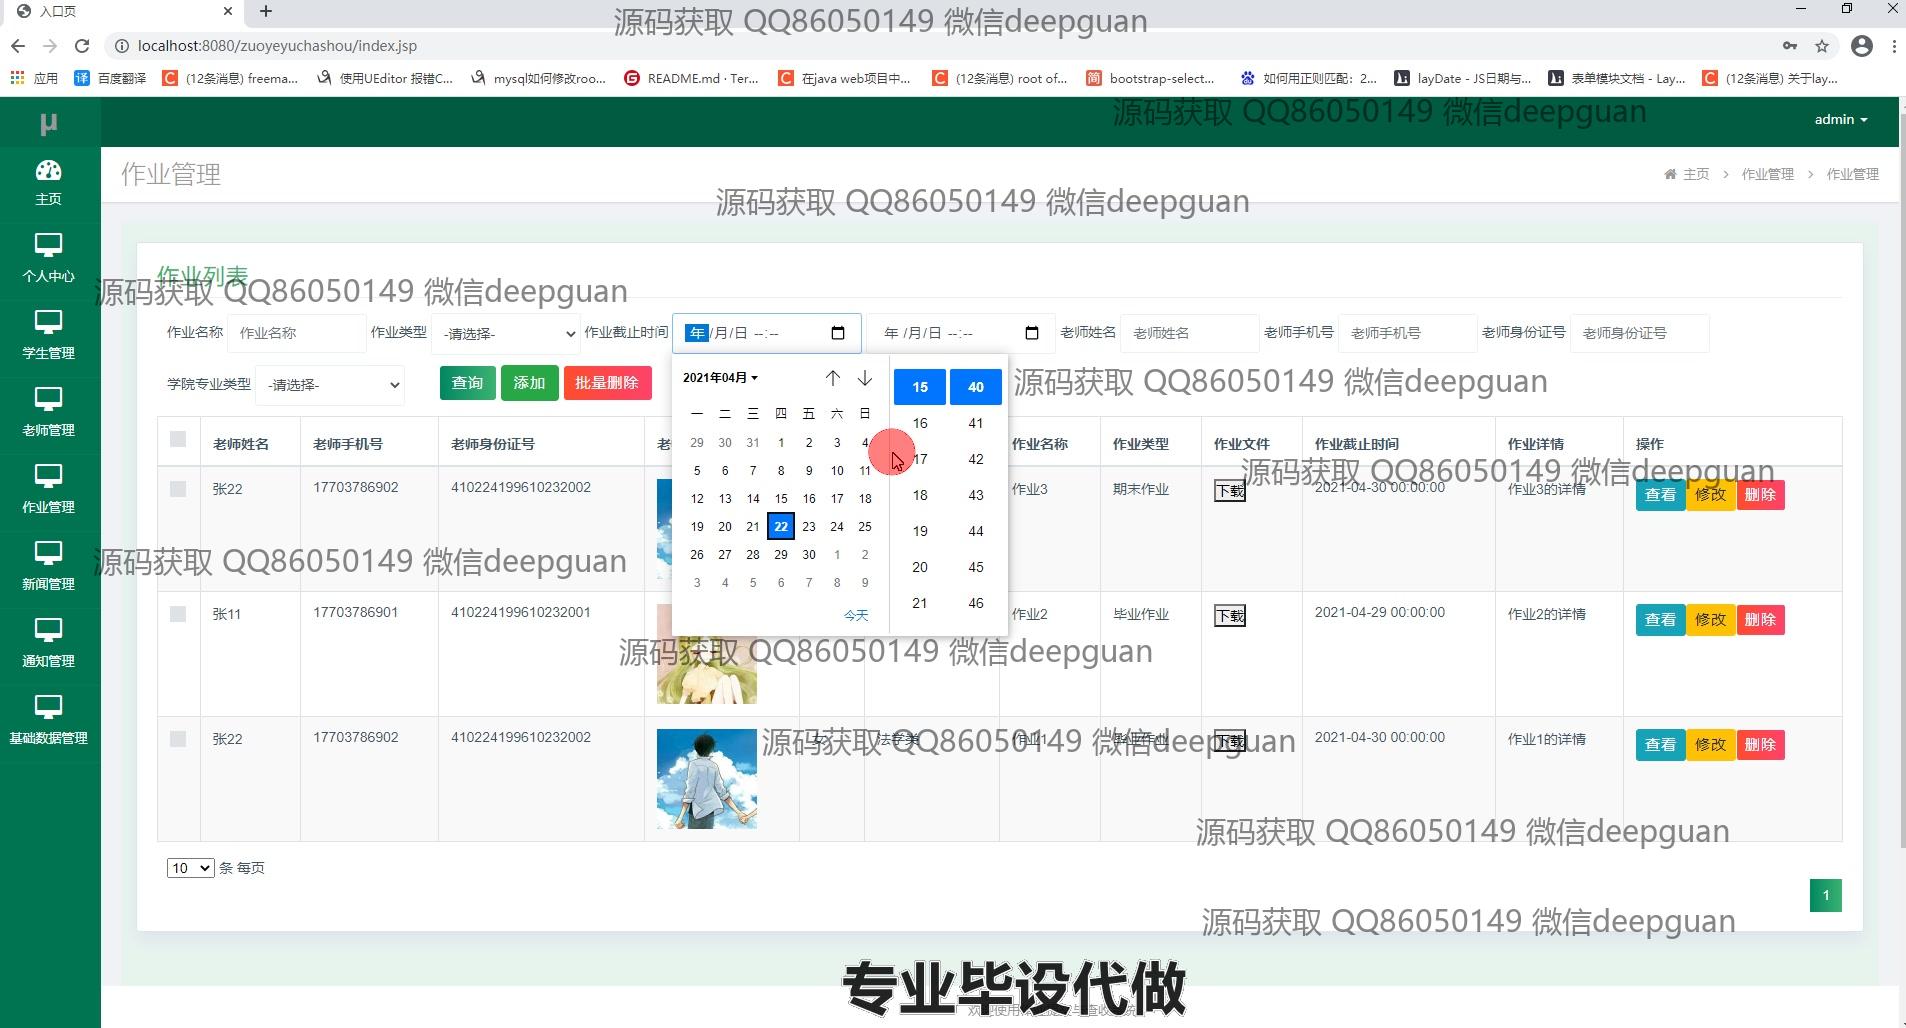 入口页
源码获取 QQ86050149 微信deepguan
localhost:8080/zuoyeyuchashou/index.jsp
应用 百度翻译 (12条消息) freema... 使用UEditor 报错C... mysql如何修改roo... README.md · Ter... 在java web项目中... (12条消息) root of... bootstrap-select... 如何用正则匹配：2... layDate - JS日期与... 表单模块文档 - Lay... (12条消息) 关于lay...
源码获取 QQ86050149 微信deepguan
μ admin
主页
个人中心
学生管理
老师管理
作业管理
新闻管理
通知管理
基础数据管理
作业管理
主页 > 作业管理 > 作业管理
源码获取 QQ86050149 微信deepguan
作业列表
源码获取 QQ86050149 微信deepguan
作业名称 作业名称 作业类型 -请选择- 作业截止时间 年/月/日 --:-- 年/月/日 --:-- 老师姓名 老师姓名 老师手机号 老师手机号 老师身份证号 老师身份证号
学院专业类型 -请选择- 查询 添加 批量删除
源码获取 QQ86050149 微信deepguan
2021年04月 15 40
一 二 三 四 五 六 日 16 41
29 30 31 1 2 3 4
5 6 7 8 9 10 11 17 42
12 13 14 15 16 17 18 18 43
19 20 21 22 23 24 25 19 44
26 27 28 29 30 1 2 20 45
3 4 5 6 7 8 9
今天 21 46
老师姓名 老师手机号 老师身份证号 老 作业名称 作业类型 作业文件 作业截止时间 作业详情 操作
源码获取 QQ86050149 微信deepguan
张22 17703786902 410224199610232002 作业3 期末作业 下载 2021-04-30 00:00:00 作业3的详情 查看 修改 删除
源码获取 QQ86050149 微信deepguan
张11 17703786901 410224199610232001 作业2 毕业作业 下载 2021-04-29 00:00:00 作业2的详情 查看 修改 删除
源码获取 QQ86050149 微信deepguan
张22 17703786902 410224199610232002 女 作业1 毕业作业 下载 2021-04-30 00:00:00 作业1的详情 查看 修改 删除
源码获取 QQ86050149 微信deepguan
源码获取 QQ86050149 微信deepguan
10 条 每页
1
源码获取 QQ86050149 微信deepguan
专业毕设代做